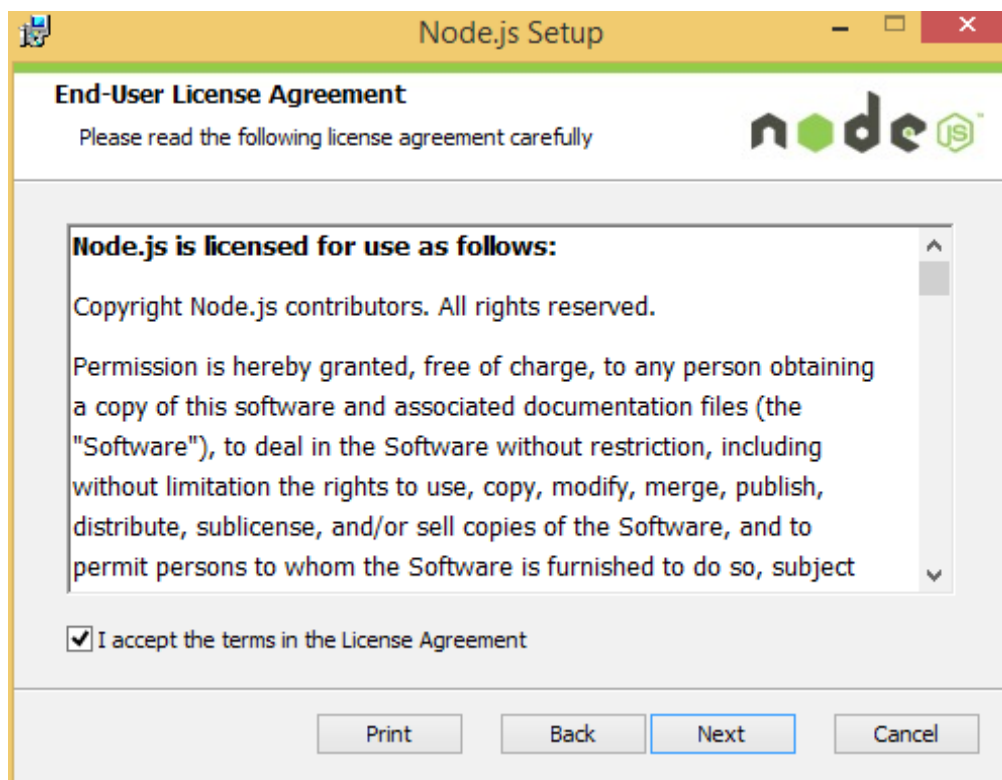 Node.js Setup
End-User License Agreement
Please read the following license agreement carefully
node JS™
Node.js is licensed for use as follows:
Copyright Node.js contributors. All rights reserved.
Permission is hereby granted, free of charge, to any person obtaining
a copy of this software and associated documentation files (the
"Software"), to deal in the Software without restriction, including
without limitation the rights to use, copy, modify, merge, publish,
distribute, sublicense, and/or sell copies of the Software, and to
permit persons to whom the Software is furnished to do so, subject
I accept the terms in the License Agreement
Print Back Next Cancel